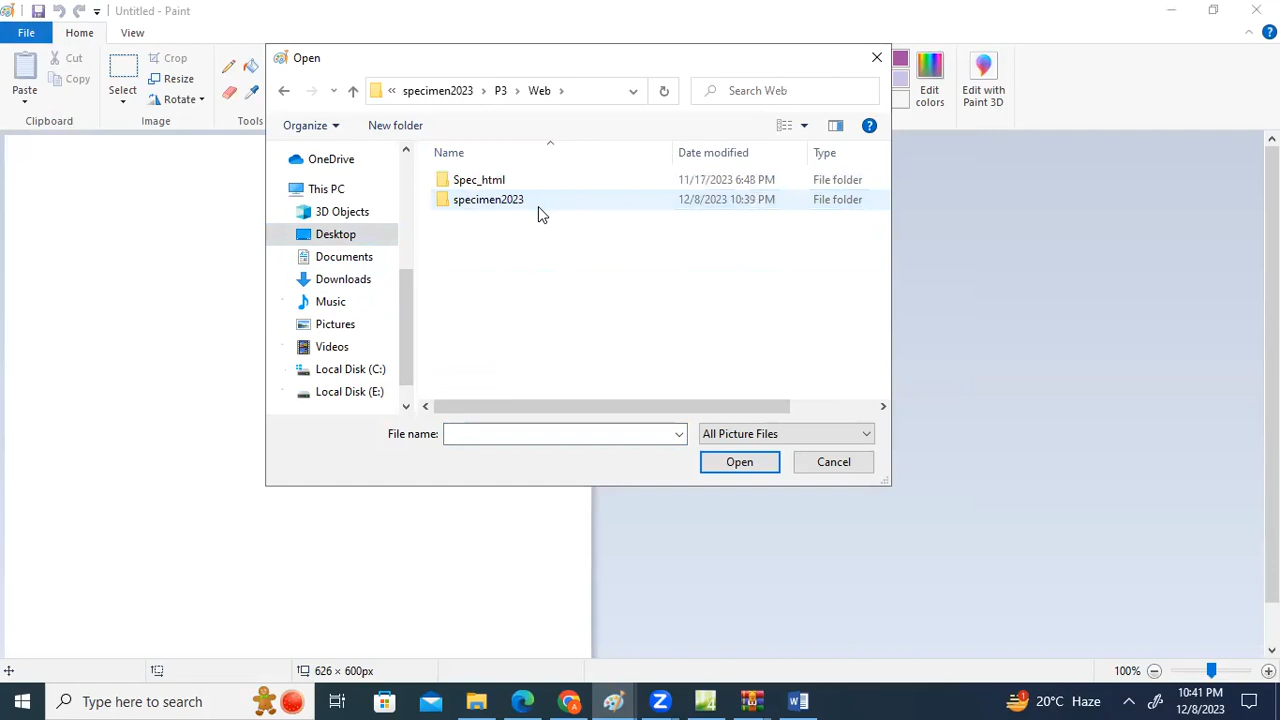 Untitled - Paint
File
Home
View
Paste
Cut
Copy
Clipboard
Select
Crop
Resize
Rotate
Image
Tools
Edit colors
Edit with Paint 3D
Open
« specimen2023 › P3 › Web ›
Search Web
Organize
New folder
OneDrive
This PC
3D Objects
Desktop
Documents
Downloads
Music
Pictures
Videos
Local Disk (C:)
Local Disk (E:)
Name Date modified Type
Spec_html 11/17/2023 6:48 PM File folder
specimen2023 12/8/2023 10:39 PM File folder
File name:
All Picture Files
Open
Cancel
626 × 600px
100%
Type here to search
20°C Haze
10:41 PM
12/8/2023